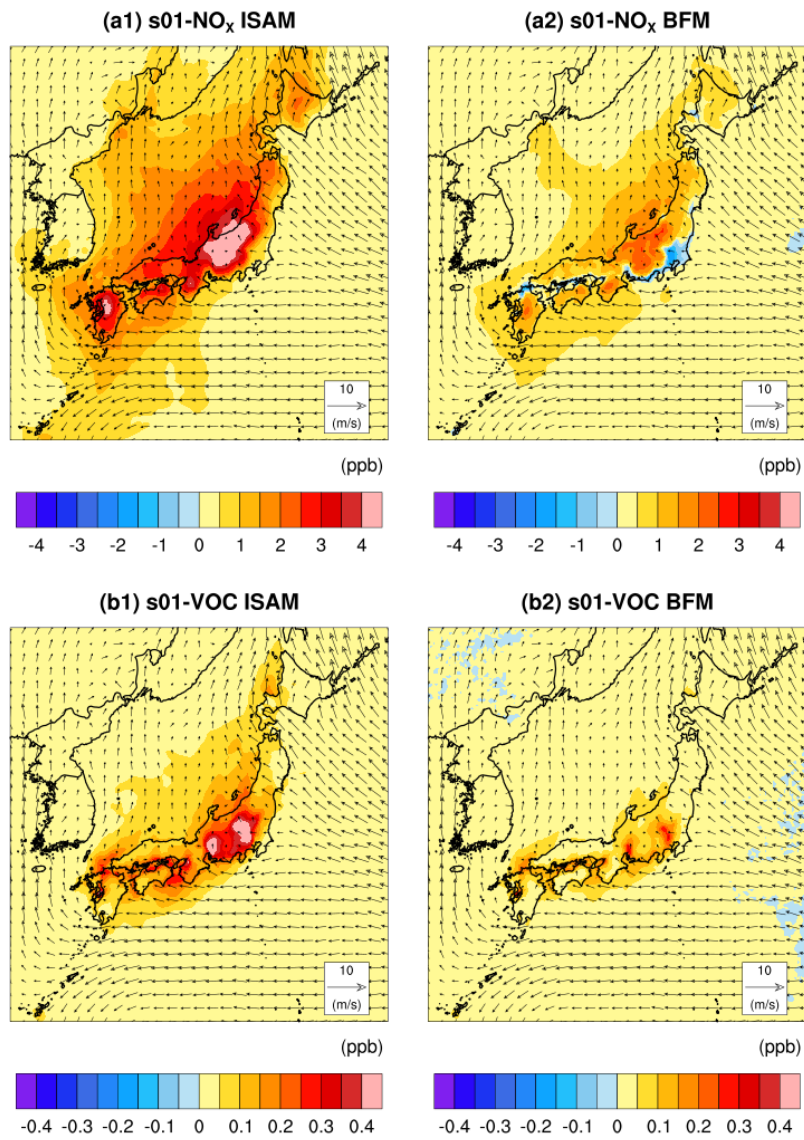 (a1) s01-NOx ISAM
(a2) s01-NOx BFM
10
(m/s)
10
(m/s)
(ppb)
(ppb)
-4 -3 -2 -1 0 1 2 3 4
-4 -3 -2 -1 0 1 2 3 4
(b1) s01-VOC ISAM
(b2) s01-VOC BFM
10
(m/s)
10
(m/s)
(ppb)
(ppb)
-0.4 -0.3 -0.2 -0.1 0 0.1 0.2 0.3 0.4
-0.4 -0.3 -0.2 -0.1 0 0.1 0.2 0.3 0.4